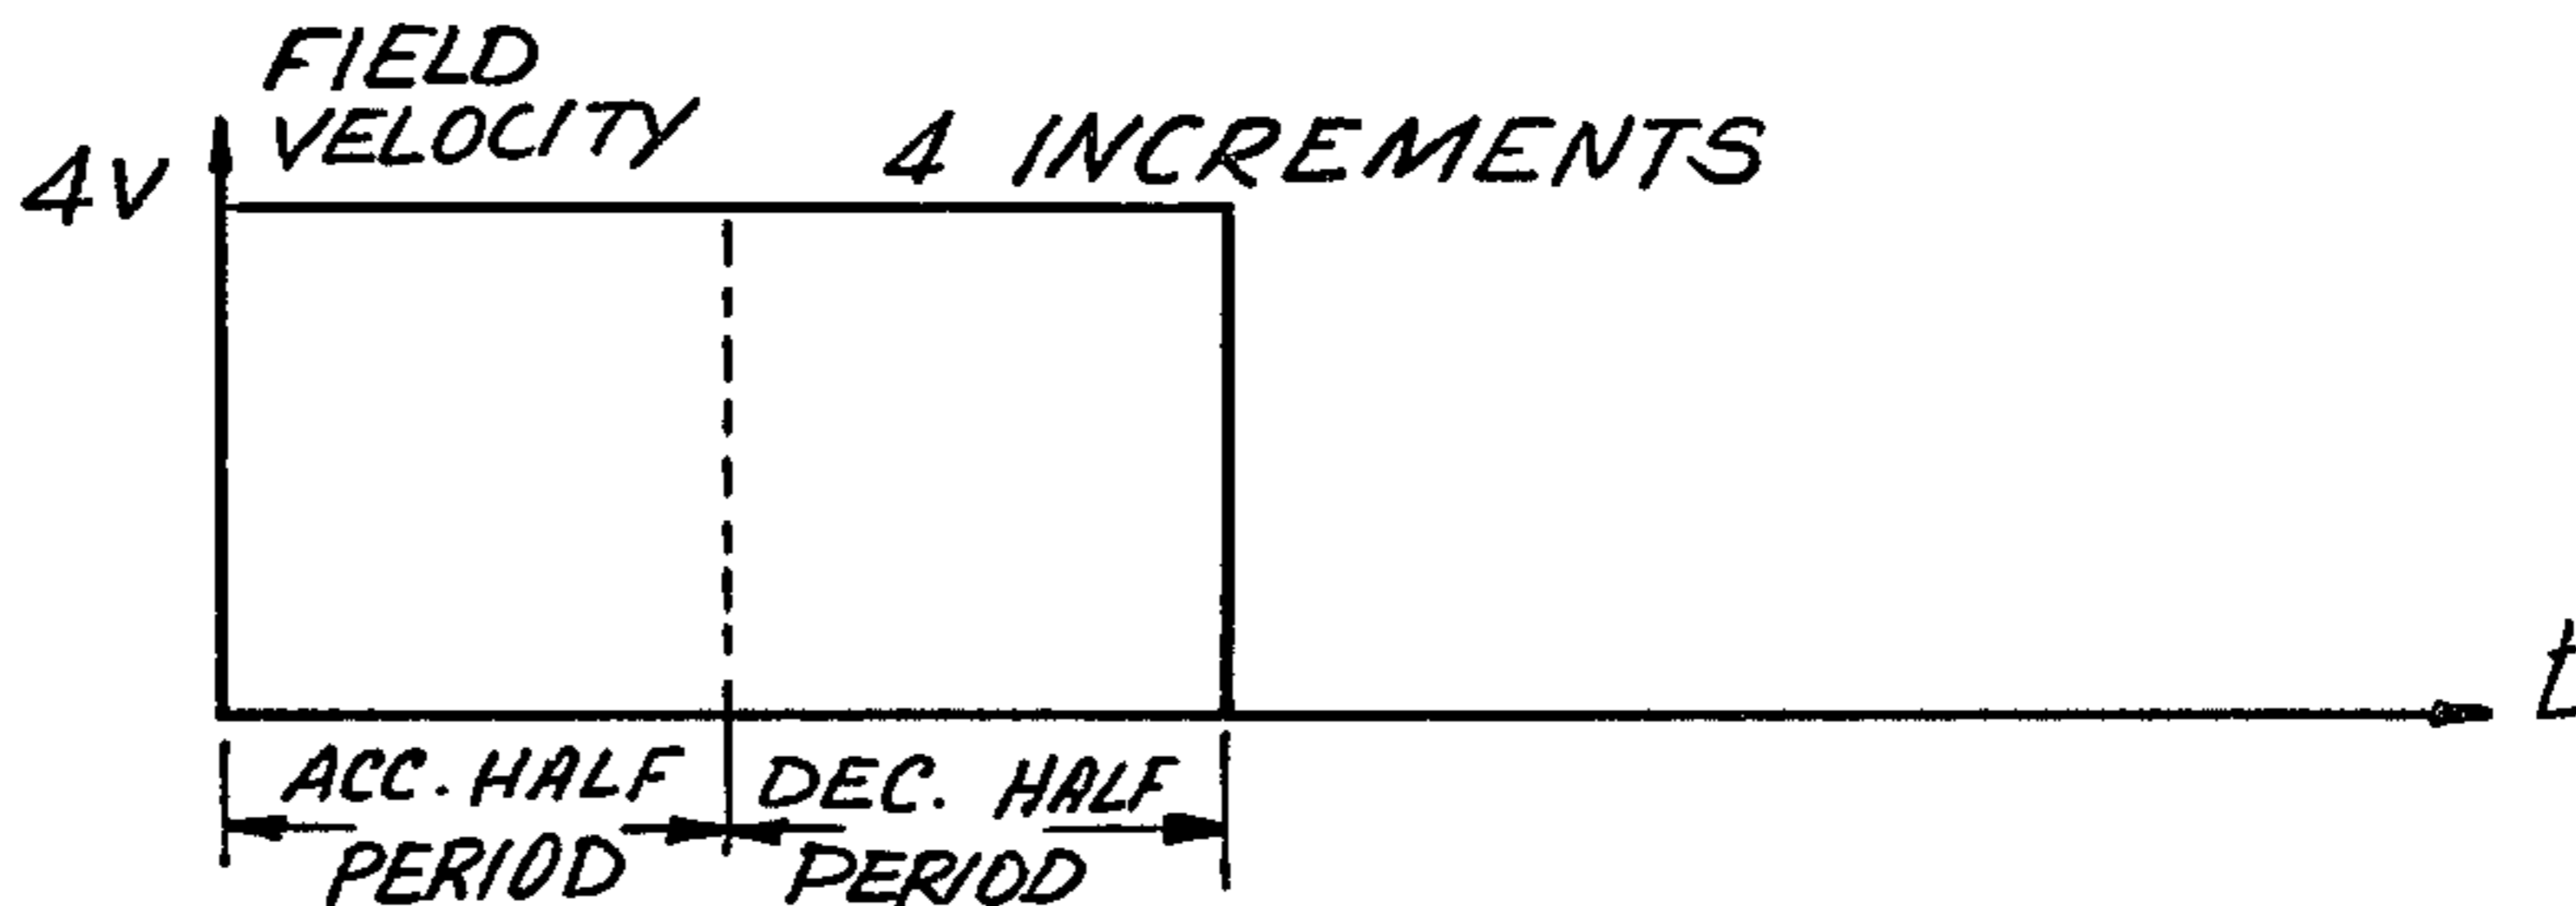 FIELD
VELOCITY
4V
4 INCREMENTS
t
ACC. HALF
PERIOD
DEC. HALF
PERIOD